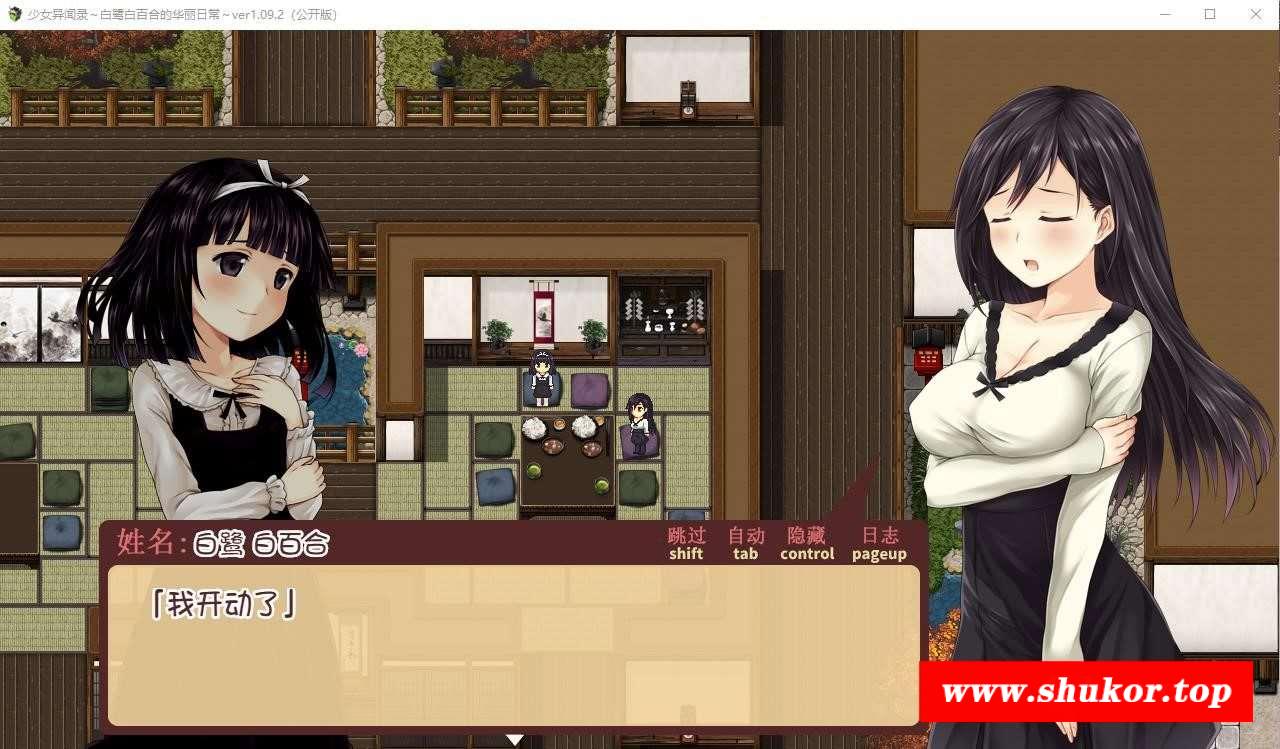 少女异闻录～白鹭白百合的华丽日常～ver1.09.2（公开版）
姓名：白鹭 白百合
跳过 自动 隐藏 日志
shift tab control pageup
「我开动了」
www.shukor.top